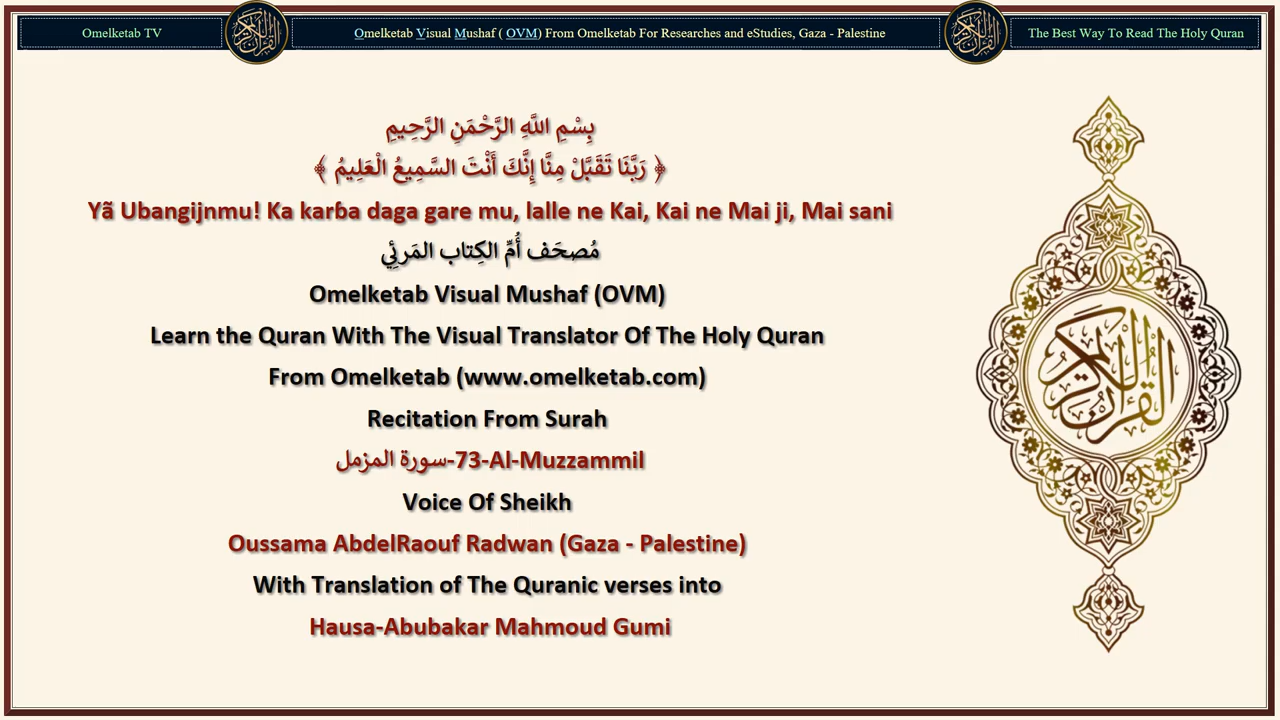 Omelketab TV
Omelketab Visual Mushaf ( OVM) From Omelketab For Researches and eStudies, Gaza - Palestine
The Best Way To Read The Holy Quran
بِسْمِ اللَّهِ الرَّحْمَنِ الرَّحِيمِ
﴿ رَبَّنَا تَقَبَّلْ مِنَّا إِنَّكَ أَنْتَ السَّمِيعُ الْعَلِيمُ ﴾
Yã Ubangijnmu! Ka karɓa daga gare mu, lalle ne Kai, Kai ne Mai ji, Mai sani
مُصحَف أُمِّ الكِتاب المَرئِي
Omelketab Visual Mushaf (OVM)
Learn the Quran With The Visual Translator Of The Holy Quran
From Omelketab (www.omelketab.com)
Recitation From Surah
سورة المزمل-73-Al-Muzzammil
Voice Of Sheikh
Oussama AbdelRaouf Radwan (Gaza - Palestine)
With Translation of The Quranic verses into
Hausa-Abubakar Mahmoud Gumi
القرآن الكريم